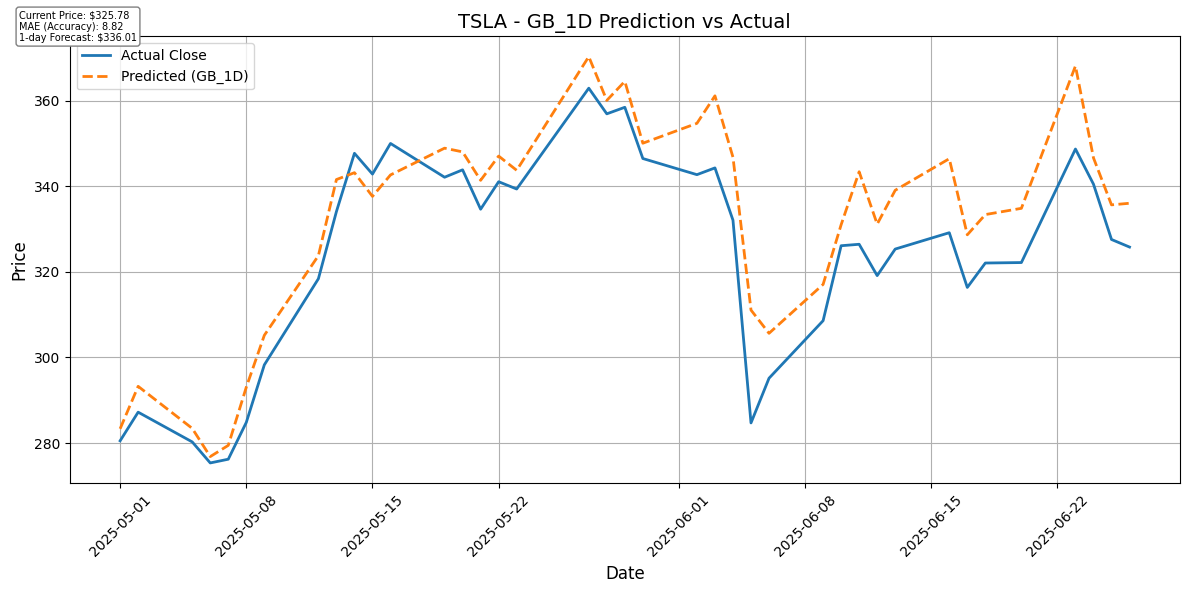 TSLA - GB_1D Prediction vs Actual
Current Price: $325.78
MAE (Accuracy): 8.82
1-day Forecast: $336.01
Actual Close
Predicted (GB_1D)
Price
360
340
320
300
280
2025-05-01
2025-05-08
2025-05-15
2025-05-22
2025-06-01
2025-06-08
2025-06-15
2025-06-22
Date